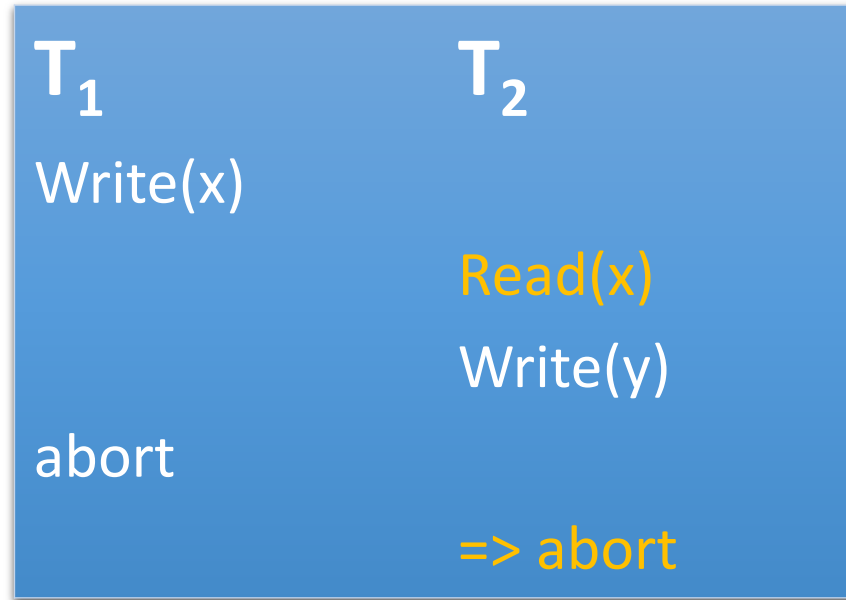 T₁ T₂
Write(x)
Read(x)
Write(y)
abort
=> abort